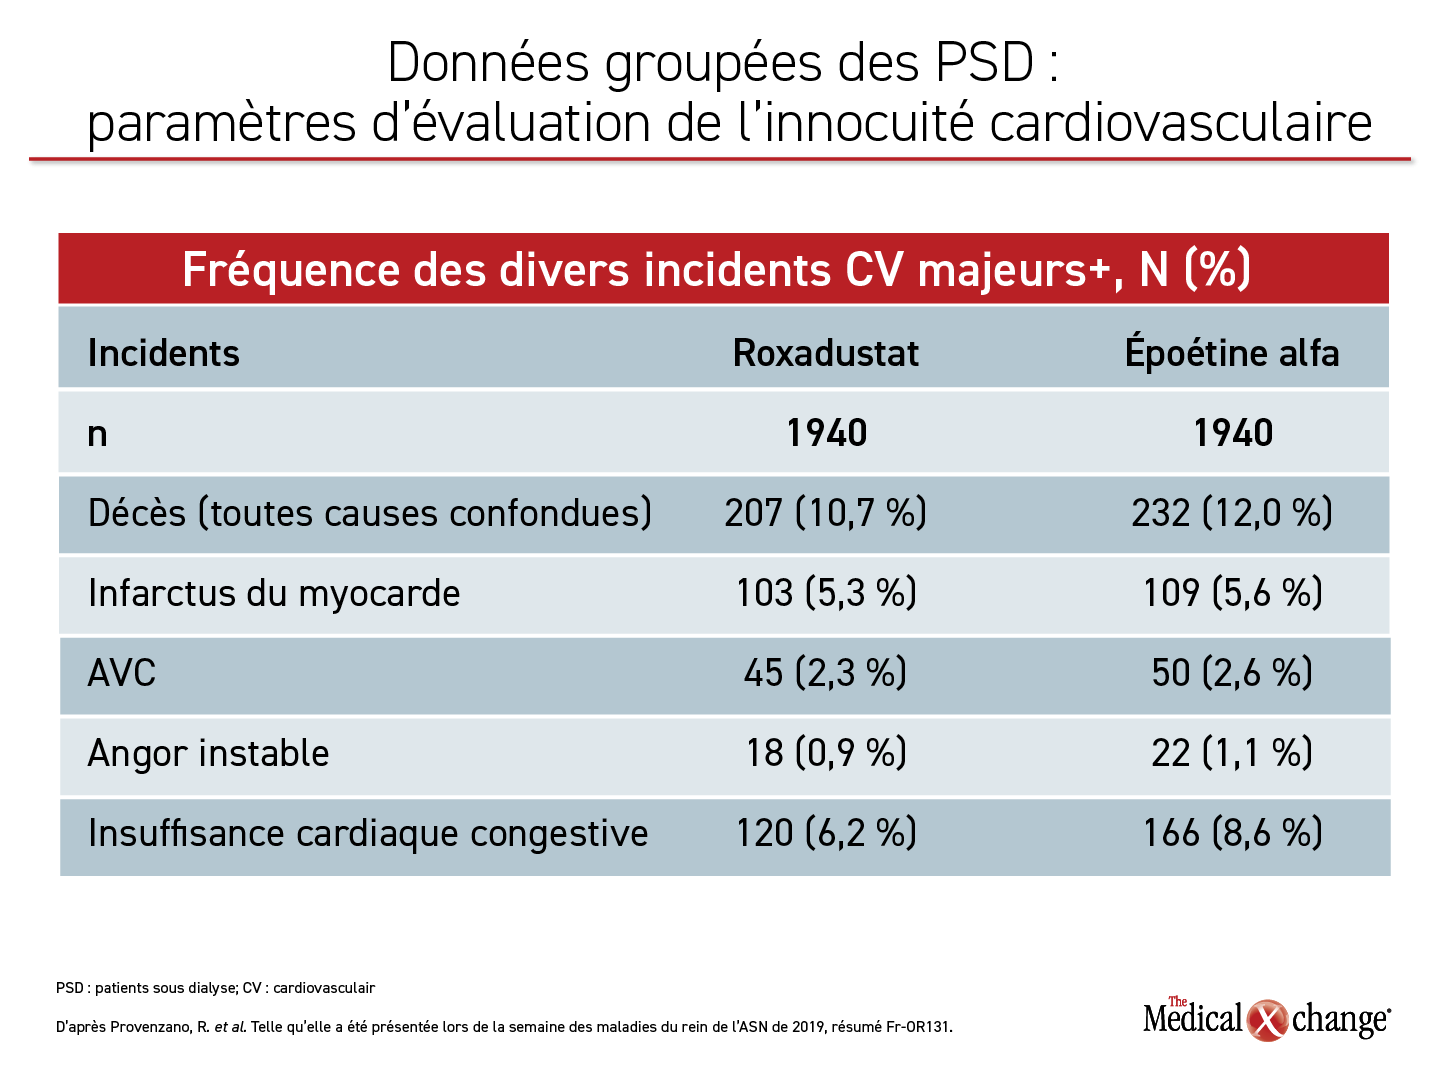 Données groupées des PSD :
paramètres d’évaluation de l’innocuité cardiovasculaire
Fréquence des divers incidents CV majeurs+, N (%)
Incidents Roxadustat Époétine alfa
n 1940 1940
Décès (toutes causes confondues) 207 (10,7 %) 232 (12,0 %)
Infarctus du myocarde 103 (5,3 %) 109 (5,6 %)
AVC 45 (2,3 %) 50 (2,6 %)
Angor instable 18 (0,9 %) 22 (1,1 %)
Insuffisance cardiaque congestive 120 (6,2 %) 166 (8,6 %)
PSD : patients sous dialyse; CV : cardiovasculair
D’après Provenzano, R. et al. Telle qu’elle a été présentée lors de la semaine des maladies du rein de l’ASN de 2019, résumé Fr-OR131.
The
Medical X change